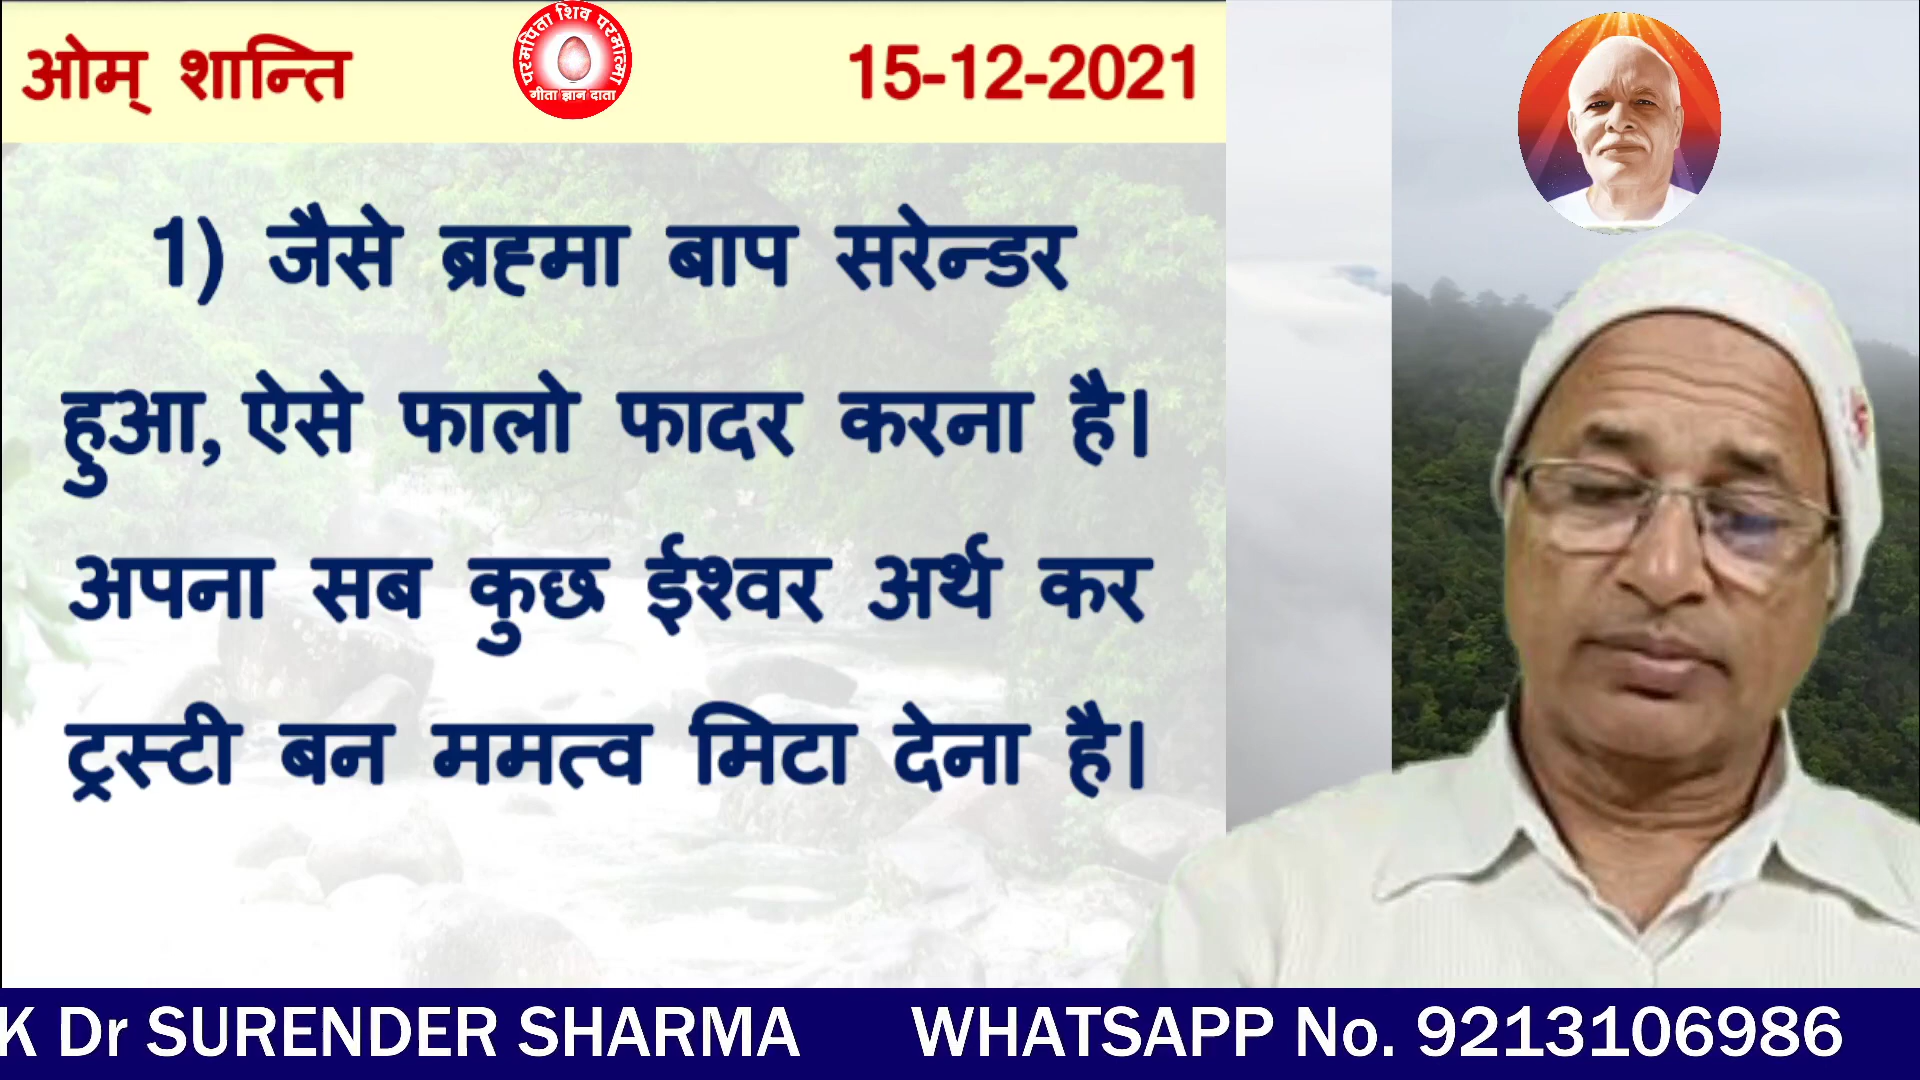 ओम् शान्ति
परमपिता शिव परमात्मा
गीता ज्ञान दाता
15-12-2021
1) जैसे ब्रह्मा बाप सरेन्डर
हुआ, ऐसे फालो फादर करना है।
अपना सब कुछ ईश्वर अर्थ कर
ट्रस्टी बन ममत्व मिटा देना है।
K Dr SURENDER SHARMA WHATSAPP No. 9213106986